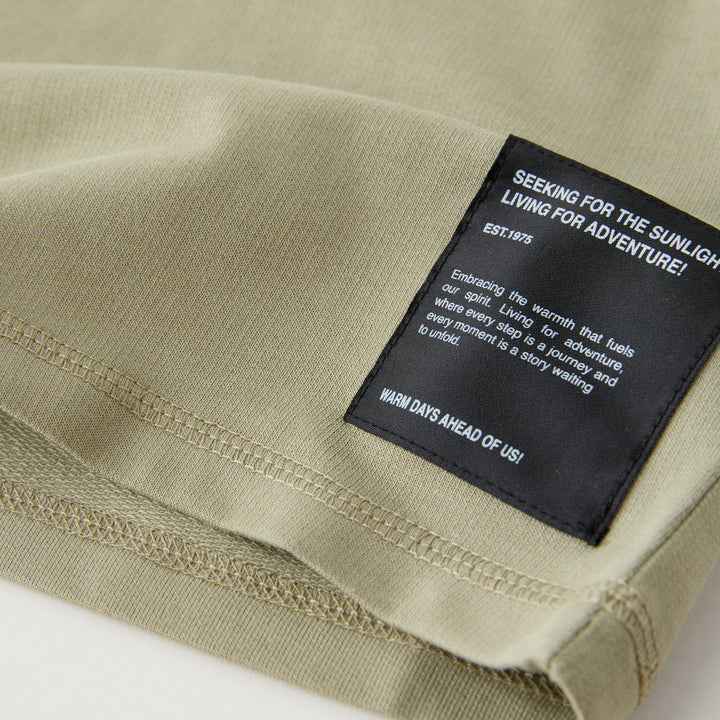 SEEKING FOR THE SUNLIGH
LIVING FOR ADVENTURE!
EST.1975
Embracing the warmth that fuels
our spirit. Living for adventure,
where every step is a journey and
every moment is a story waiting
to unfold.
WARM DAYS AHEAD OF US!